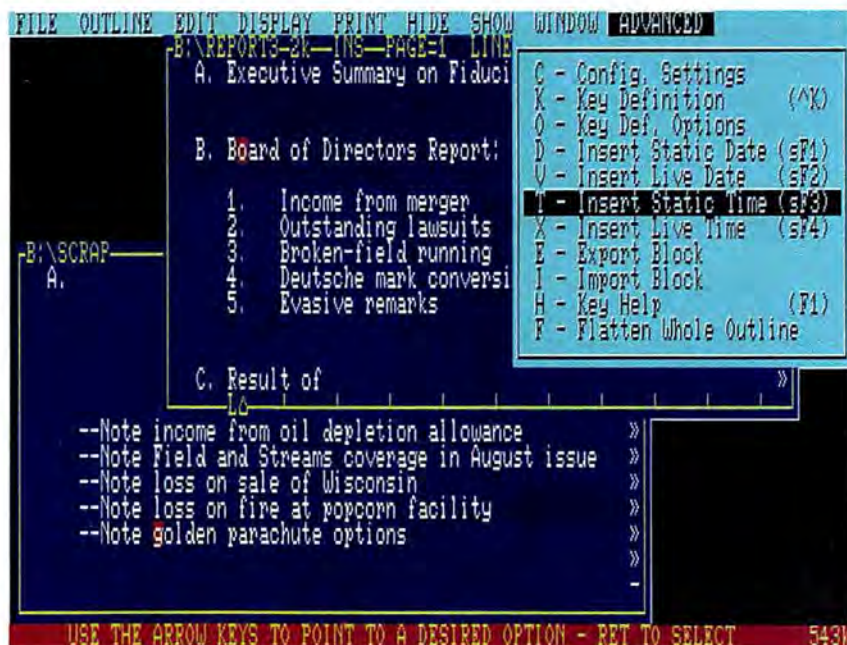 FILE OUTLINE EDIT DISPLAY PRINT HIDE SHOW WINDOW ADVANCED
B:\REPORT3—2k—INS—PAGE=1 LINE
A. Executive Summary on Fiduci
B. Board of Directors Report:
1. Income from merger
2. Outstanding lawsuits
3. Broken-field running
4. Deutsche mark conversi
5. Evasive remarks
C. Result of »
C - Config. Settings
K - Key Definition (^K)
O - Key Def. Options
D - Insert Static Date (sF1)
V - Insert Live Date (sF2)
T - Insert Static Time (sF3)
X - Insert Live Time (sF4)
E - Export Block
I - Import Block
H - Key Help (F1)
F - Flatten Whole Outline
B:\SCRAP
A.
--Note income from oil depletion allowance »
--Note Field and Streams coverage in August issue »
--Note loss on sale of Wisconsin »
--Note loss on fire at popcorn facility »
--Note golden parachute options »
»
USE THE ARROW KEYS TO POINT TO A DESIRED OPTION - RET TO SELECT 543K